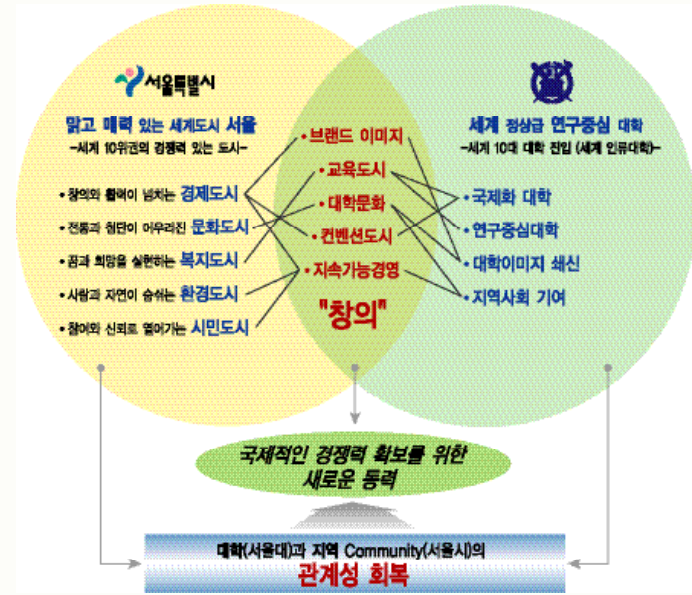 서울특별시
맑고 매력 있는 세계도시 서울
-세계 10위권의 경쟁력 있는 도시-
• 창의와 활력이 넘치는 경제도시
• 전통과 첨단이 어우러진 문화도시
• 꿈과 희망을 실현하는 복지도시
• 사람과 자연이 숨쉬는 환경도시
• 참여와 신뢰로 열어가는 시민도시
• 브랜드 이미지
• 교육도시
• 대학문화
• 컨벤션도시
• 지속가능경영
"창의"
세계 정상급 연구중심 대학
-세계 10대 대학 진입 (세계 인류대학)-
• 국제화 대학
• 연구중심대학
• 대학이미지 쇄신
• 지역사회 기여
국제적인 경쟁력 확보를 위한
새로운 동력
대학(서울대)과 지역 Community(서울시)의
관계성 회복